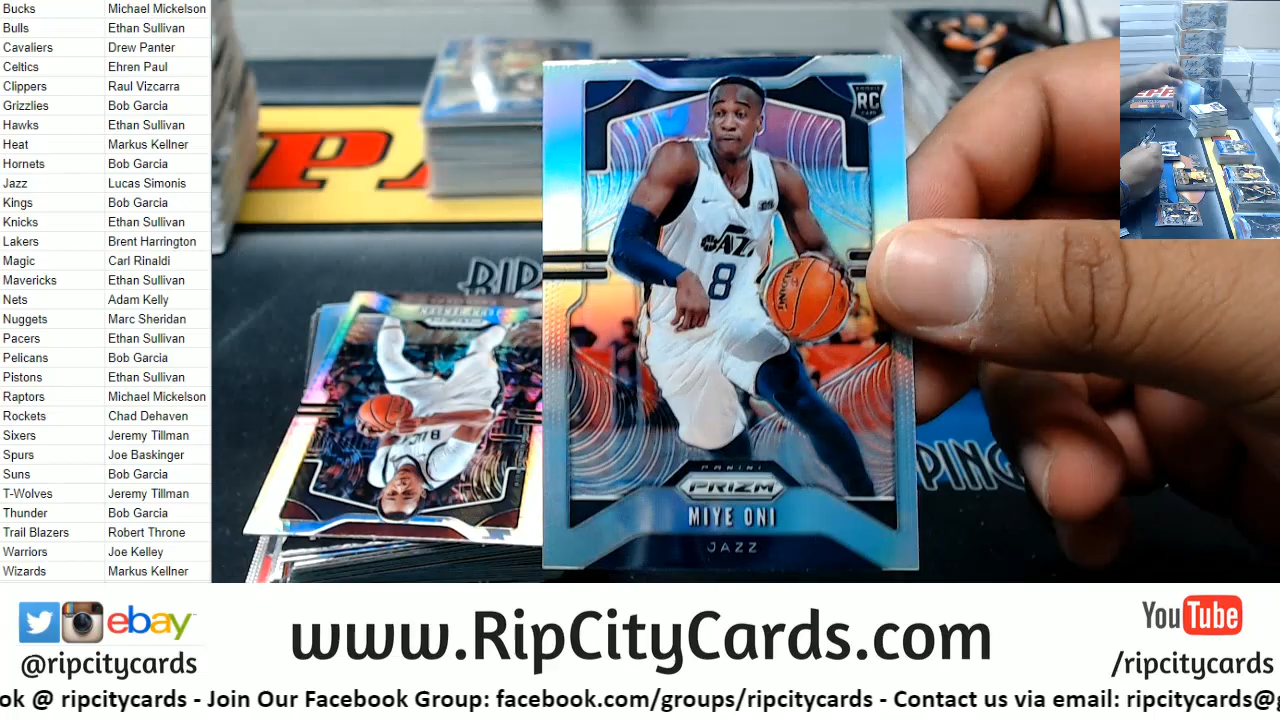 Bucks Michael Mickelson
Bulls Ethan Sullivan
Cavaliers Drew Panter
Celtics Ehren Paul
Clippers Raul Vizcarra
Grizzlies Bob Garcia
Hawks Ethan Sullivan
Heat Markus Kellner
Hornets Bob Garcia
Jazz Lucas Simonis
Kings Bob Garcia
Knicks Ethan Sullivan
Lakers Brent Harrington
Magic Carl Rinaldi
Mavericks Ethan Sullivan
Nets Adam Kelly
Nuggets Marc Sheridan
Pacers Ethan Sullivan
Pelicans Bob Garcia
Pistons Ethan Sullivan
Raptors Michael Mickelson
Rockets Chad Dehaven
Sixers Jeremy Tillman
Spurs Joe Baskinger
Suns Bob Garcia
T-Wolves Jeremy Tillman
Thunder Bob Garcia
Trail Blazers Robert Throne
Warriors Joe Kelley
Wizards Markus Kellner
RC
JAZZ
8
SPALDING
PANINI
PRIZM
MIYE ONI
JAZZ
RIP
PING
ebay
@ripcitycards
www.RipCityCards.com
YouTube
/ripcitycards
ok @ ripcitycards - Join Our Facebook Group: facebook.com/groups/ripcitycards - Contact us via email: ripcitycards@